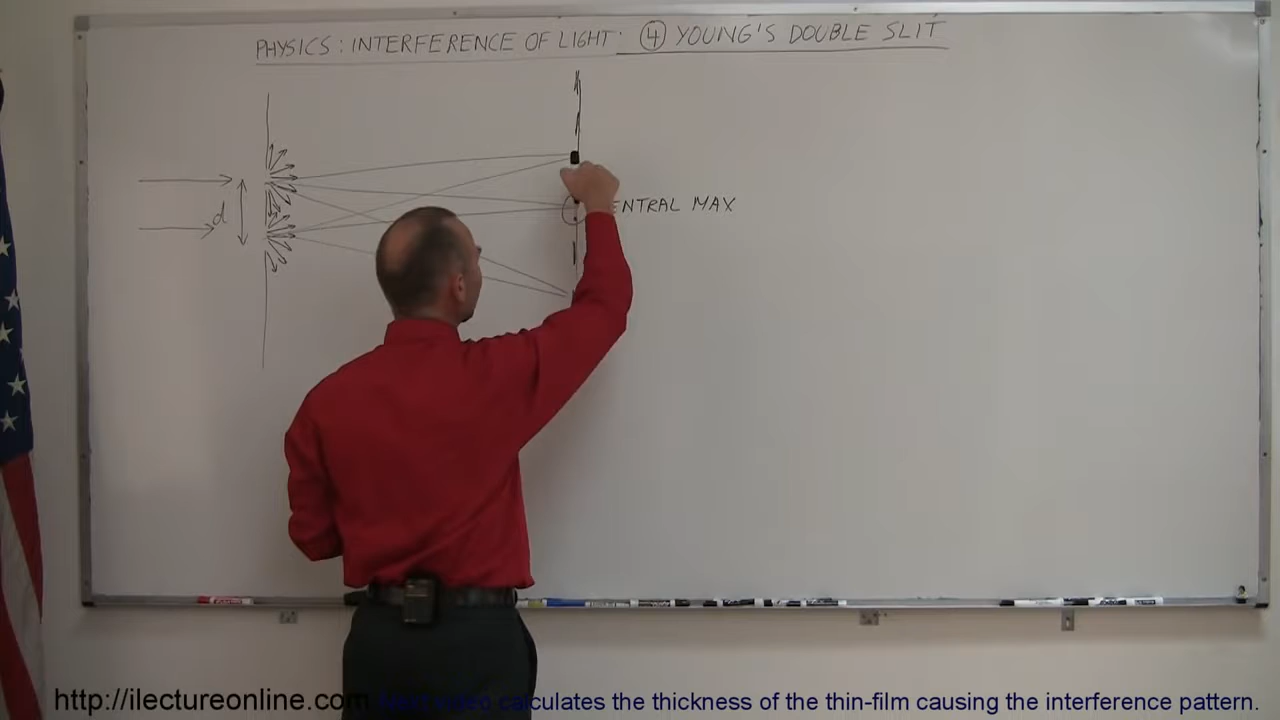 PHYSICS: INTERFERENCE OF LIGHT: ④ YOUNG'S DOUBLE SLIT
d
ENTRAL MAX
http://ilectureonline.com calculates the thickness of the thin-film causing the interference pattern.